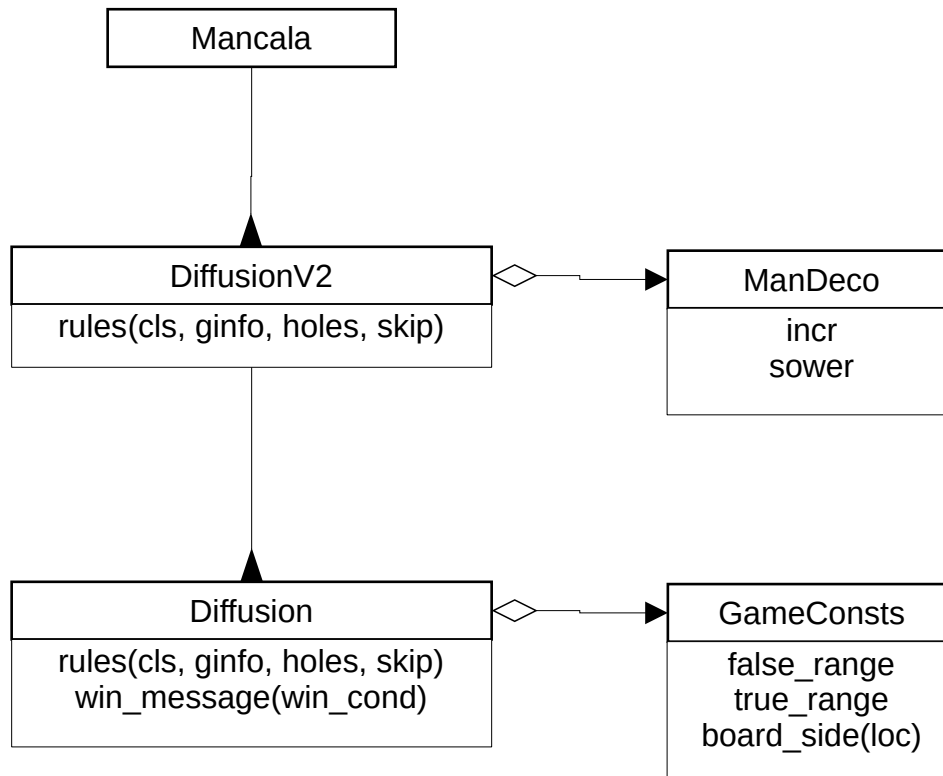 Mancala
DiffusionV2
rules(cls, ginfo, holes, skip)
ManDeco
incr
sower
Diffusion
rules(cls, ginfo, holes, skip)
win_message(win_cond)
GameConsts
false_range
true_range
board_side(loc)